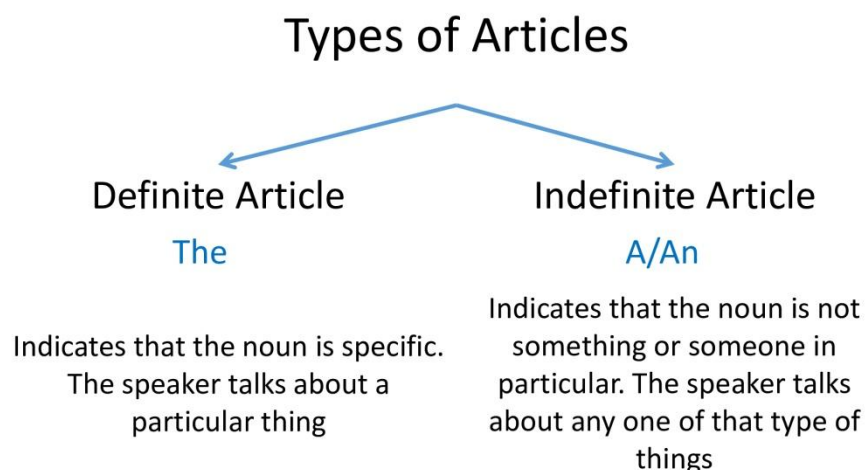 Types of Articles
Definite Article
The
Indicates that the noun is specific.
The speaker talks about a
particular thing
Indefinite Article
A/An
Indicates that the noun is not
something or someone in
particular. The speaker talks
about any one of that type of
things